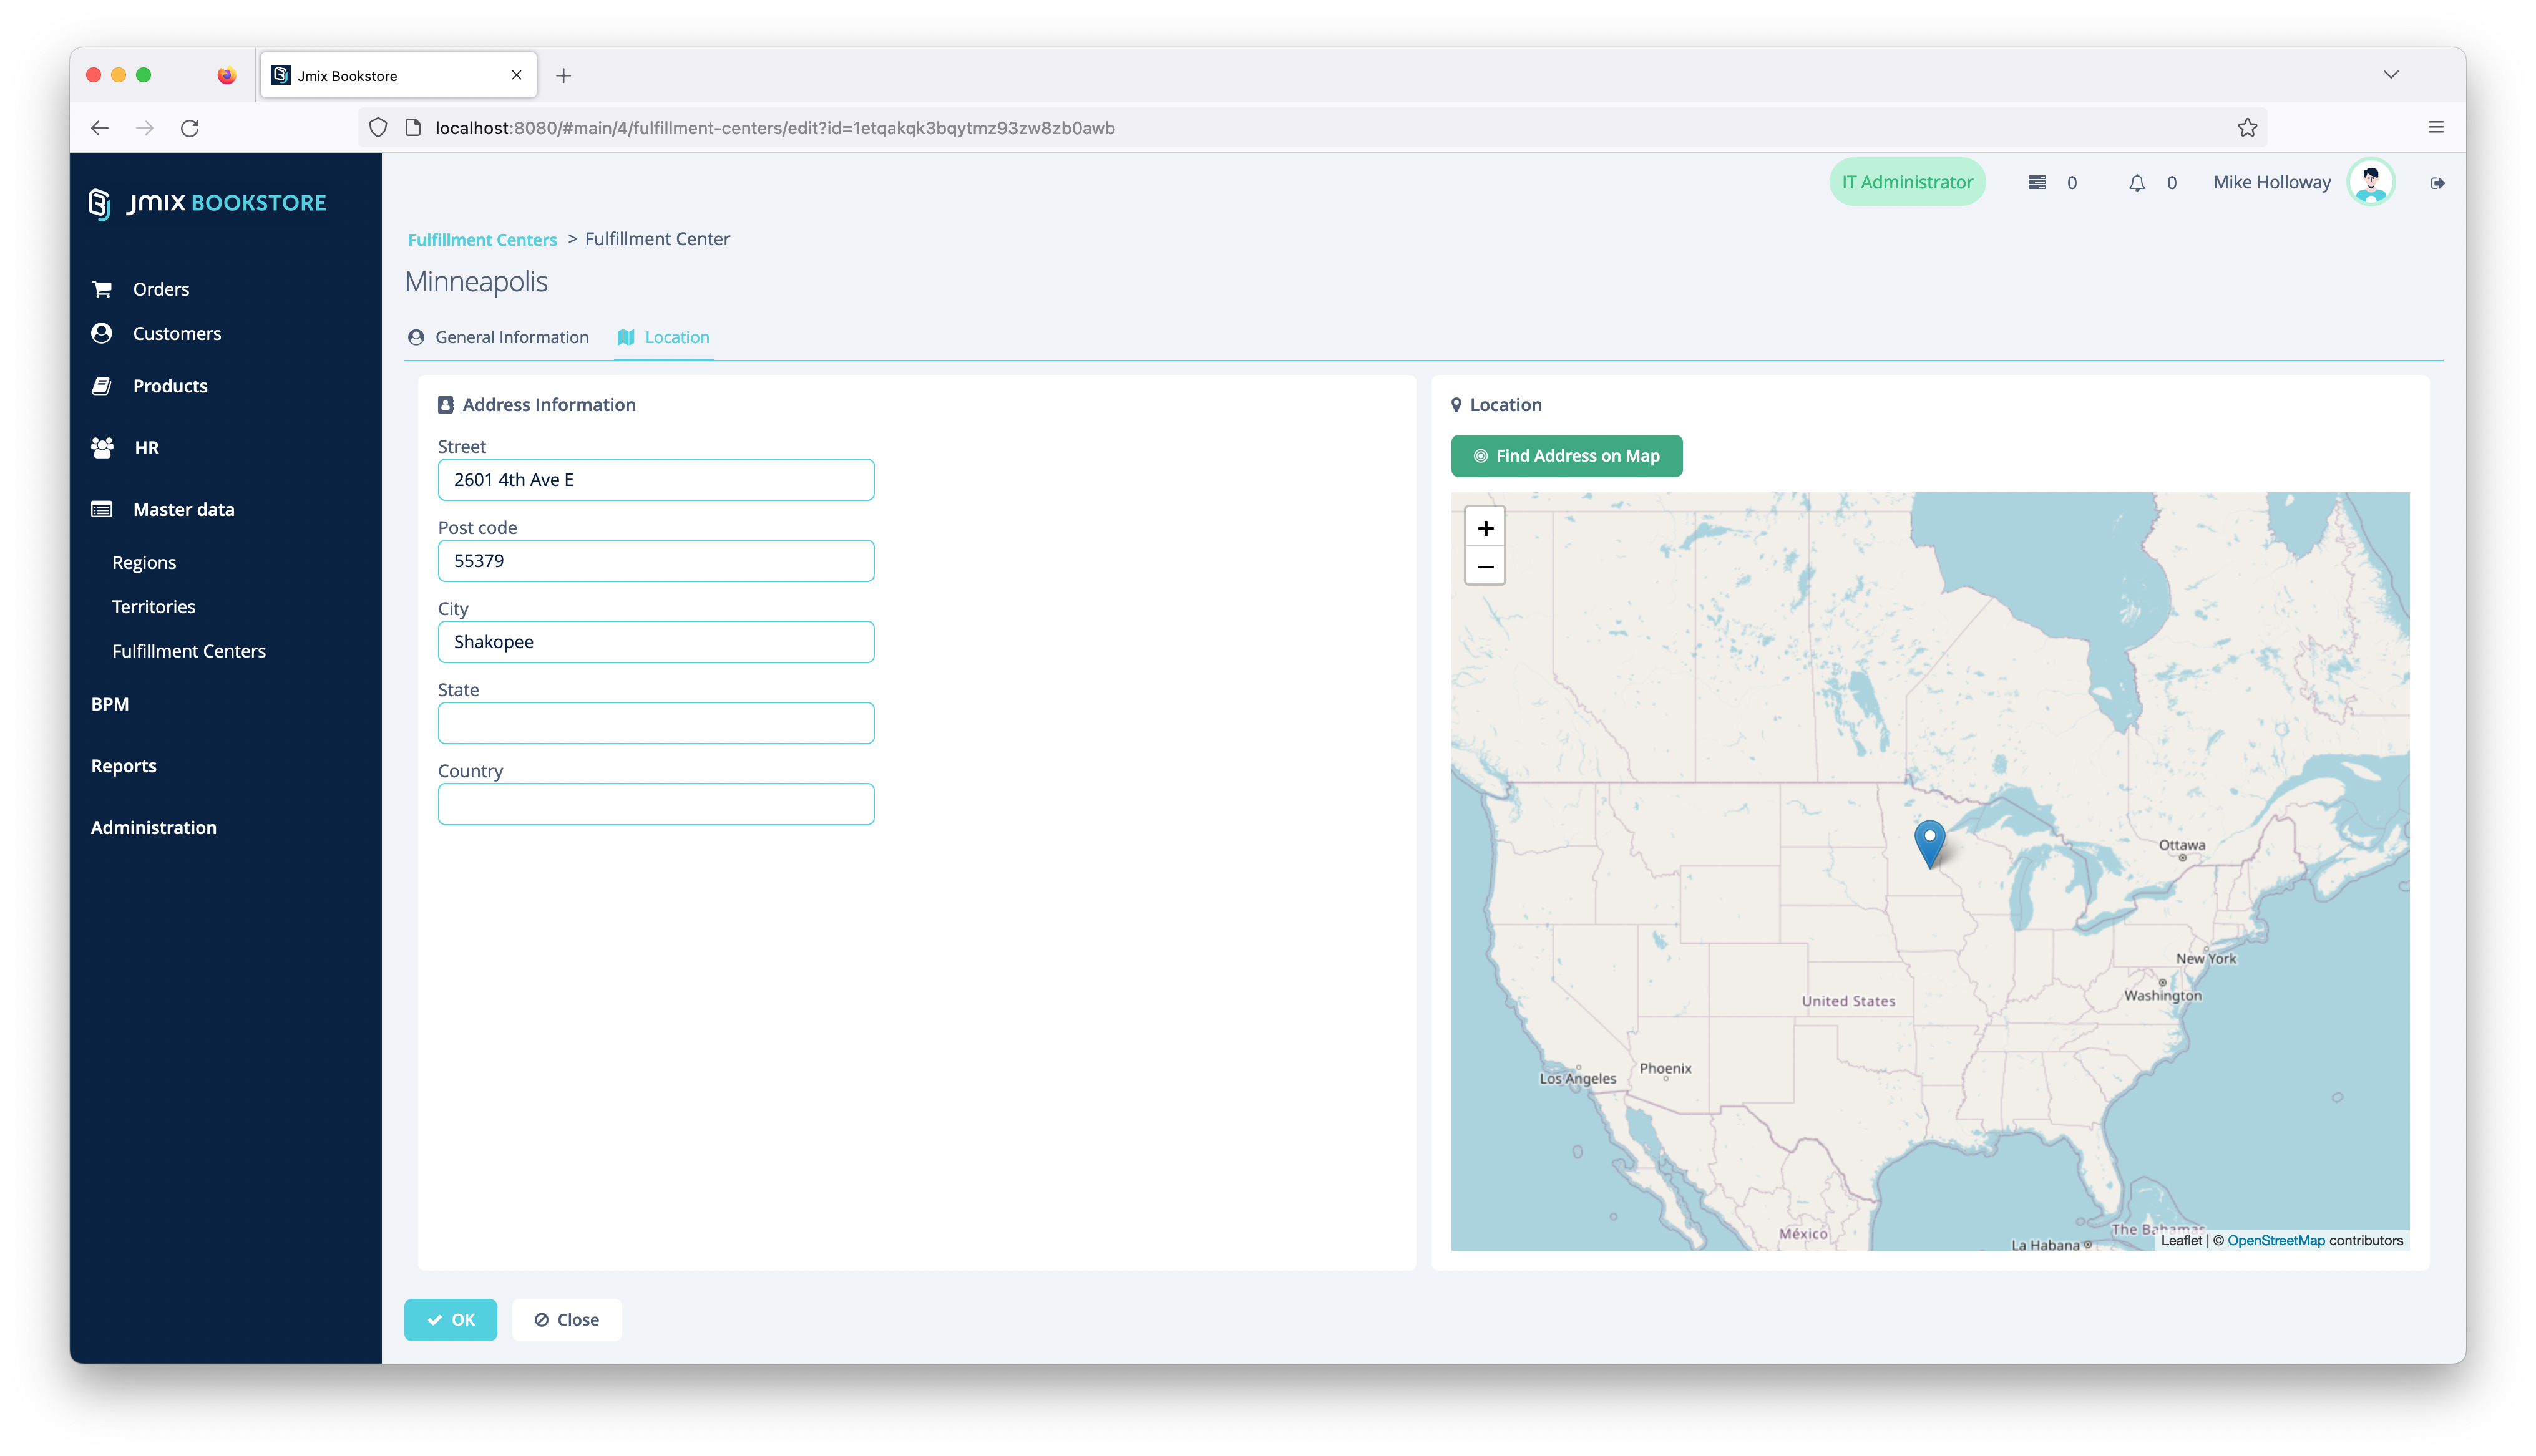 Jmix Bookstore
localhost:8080/#main/4/fulfillment-centers/edit?id=1etqakqk3bqytmz93zw8zb0awb
JMIX BOOKSTORE
IT Administrator
0
0
Mike Holloway
Orders
Customers
Products
HR
Master data
Regions
Territories
Fulfillment Centers
BPM
Reports
Administration
Fulfillment Centers > Fulfillment Center
Minneapolis
General Information
Location
Address Information
Street
2601 4th Ave E
Post code
55379
City
Shakopee
State
Country
Location
Find Address on Map
+
−
Ottawa
New York
Washington
United States
Los Angeles
Phoenix
México
The Bahamas
La Habana
Leaflet | © OpenStreetMap contributors
OK
Close